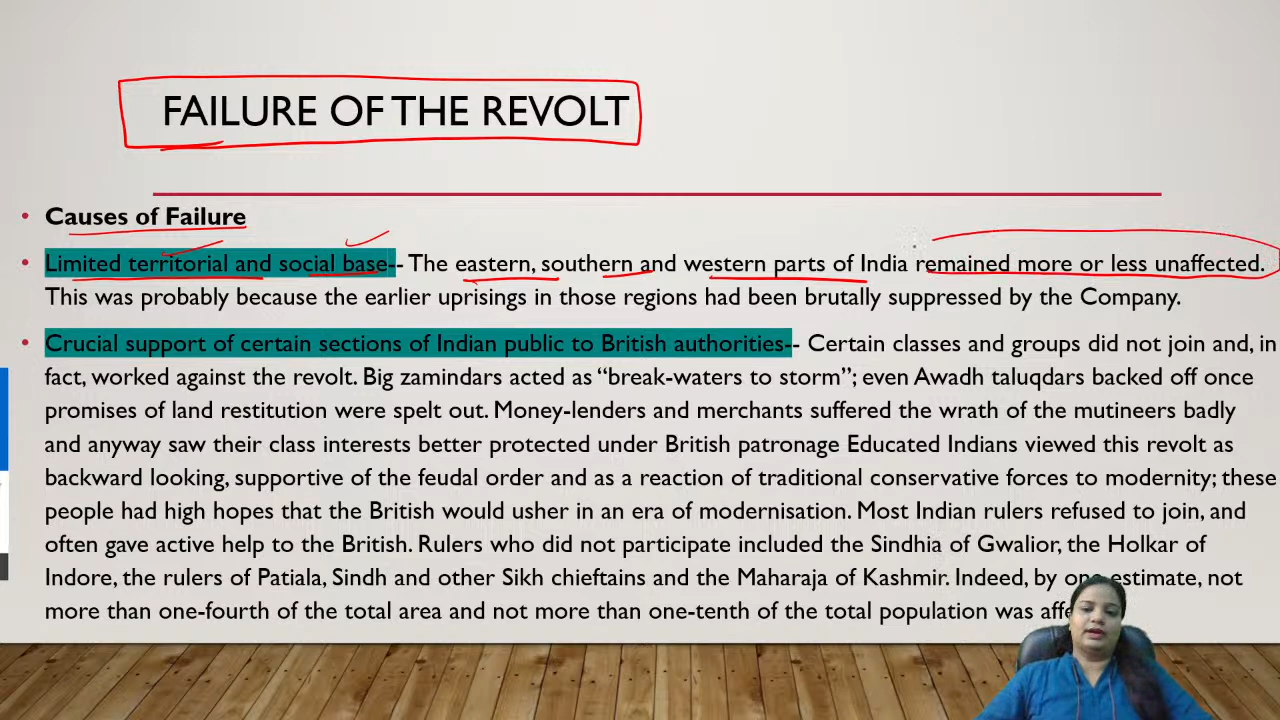 FAILURE OF THE REVOLT
• Causes of Failure
• Limited territorial and social base-- The eastern, southern and western parts of India remained more or less unaffected.
This was probably because the earlier uprisings in those regions had been brutally suppressed by the Company.
• Crucial support of certain sections of Indian public to British authorities-- Certain classes and groups did not join and, in
fact, worked against the revolt. Big zamindars acted as “break-waters to storm”; even Awadh taluqdars backed off once
promises of land restitution were spelt out. Money-lenders and merchants suffered the wrath of the mutineers badly
and anyway saw their class interests better protected under British patronage Educated Indians viewed this revolt as
backward looking, supportive of the feudal order and as a reaction of traditional conservative forces to modernity; these
people had high hopes that the British would usher in an era of modernisation. Most Indian rulers refused to join, and
often gave active help to the British. Rulers who did not participate included the Sindhia of Gwalior, the Holkar of
Indore, the rulers of Patiala, Sindh and other Sikh chieftains and the Maharaja of Kashmir. Indeed, by one estimate, not
more than one-fourth of the total area and not more than one-tenth of the total population was